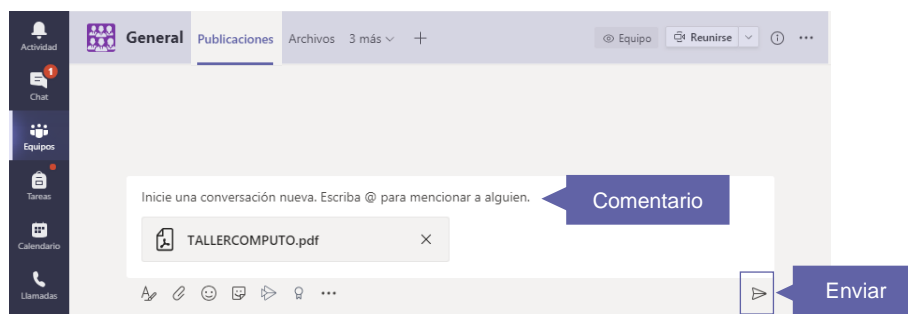 Actividad
Chat
1
Equipos
Tareas
Calendario
Llamadas
General Publicaciones Archivos 3 más + Equipo Reunirse
Inicie una conversación nueva. Escriba @ para mencionar a alguien.
Comentario
TALLERCOMPUTO.pdf
Enviar